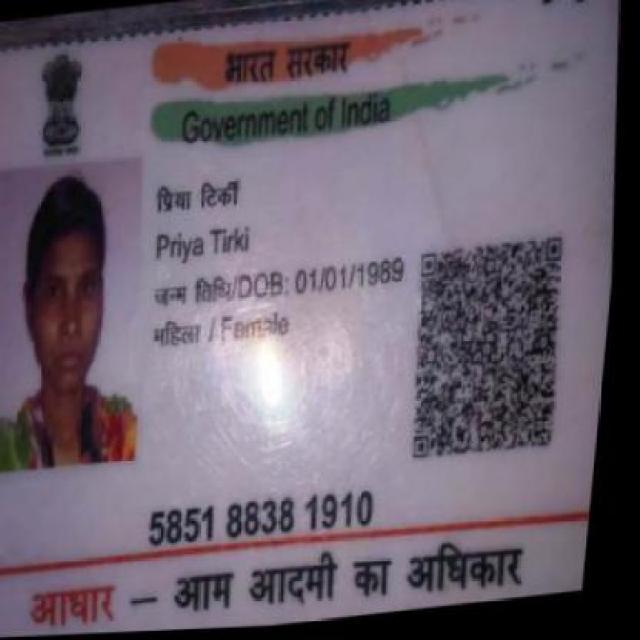 भारत सरकार
Government of India
प्रिया टिर्की
Priya Tirki
जन्म तिथि/DOB: 01/01/1989
महिला / Female
5851 8838 1910
आधार – आम आदमी का अधिकार